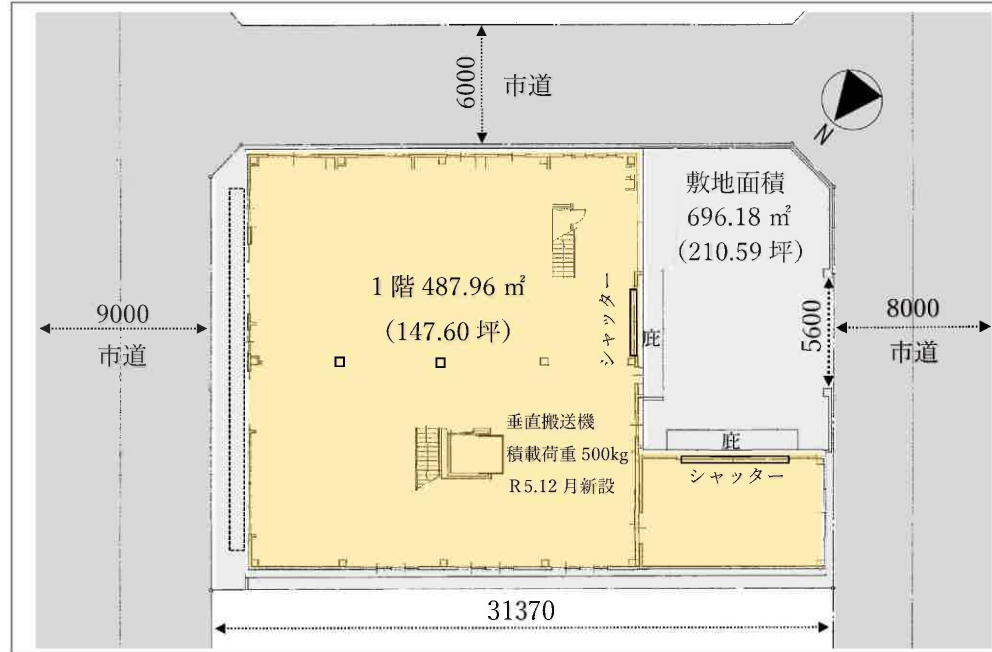 6000
市道
N
敷地面積
696.18 ㎡
(210.59 坪)
1階 487.96 ㎡
(147.60 坪)
シャッター
庇
5600
9000
市道
8000
市道
垂直搬送機
積載荷重 500kg
R5.12 月新設
庇
シャッター
31370